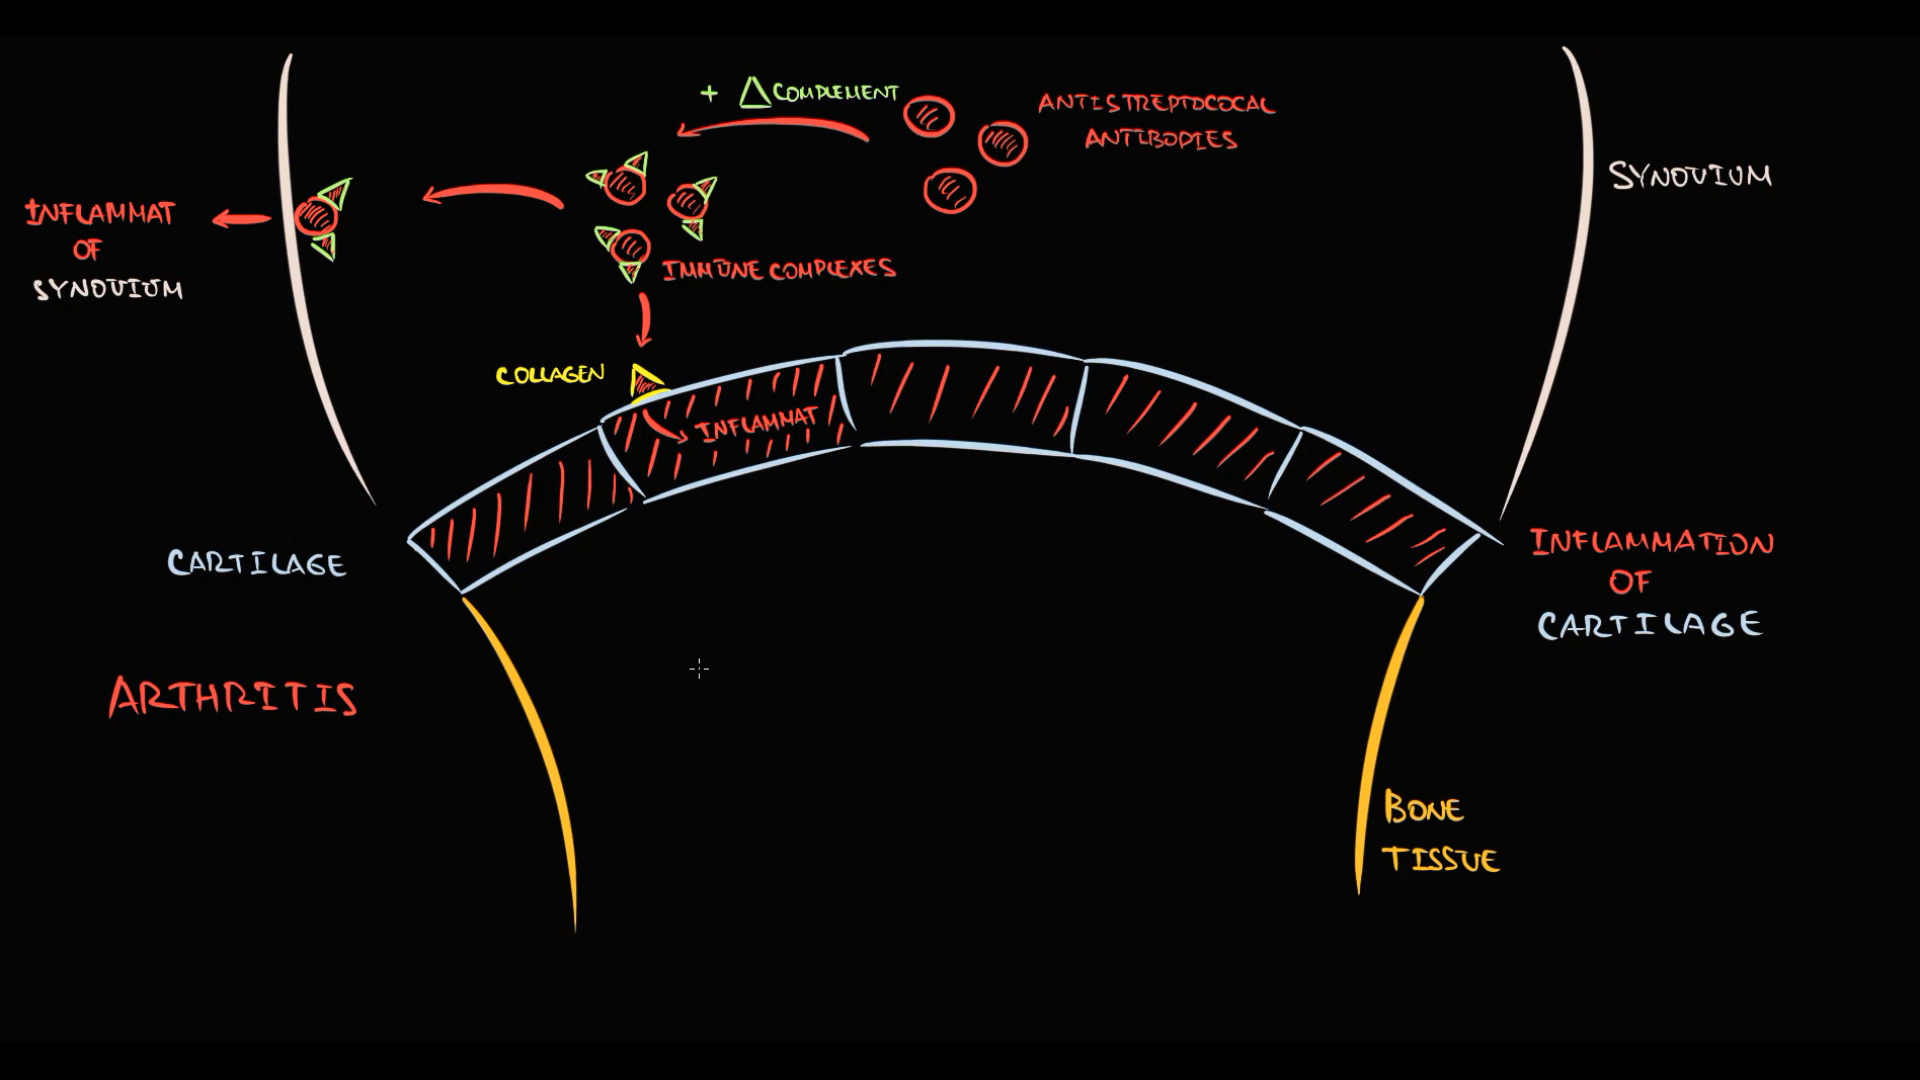 + COMPLEMENT
ANTISTREPTOCOCAL
ANTIBODIES
SYNOVIUM
INFLAMMAT
OF
SYNOVIUM
IMMUNE COMPLEXES
COLLAGEN
INFLAMMAT
CARTILAGE
INFLAMMATION
OF
CARTILAGE
ARTHRITIS
BONE
TISSUE